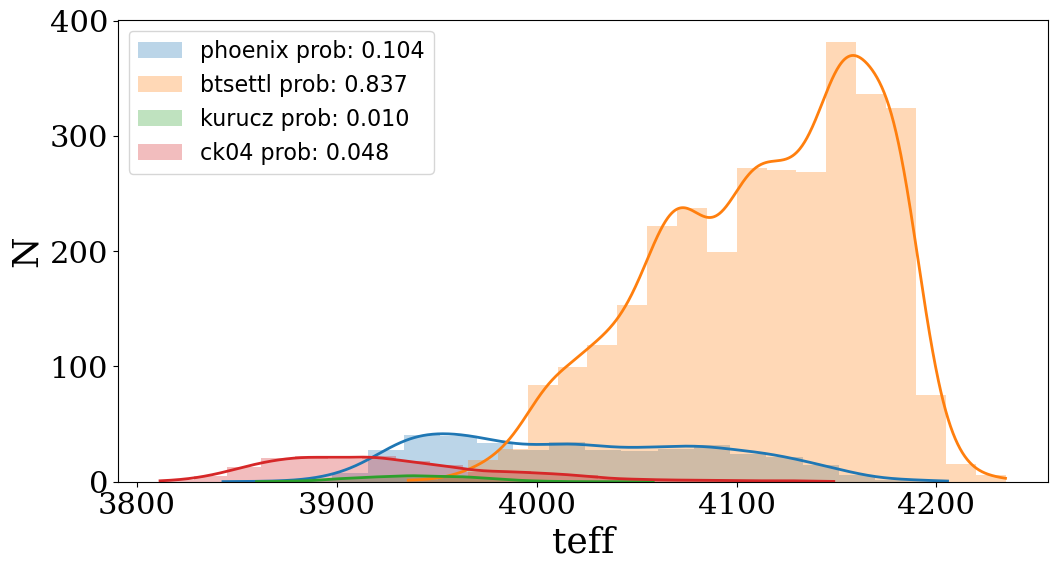 400
300
200
100
0
N
phoenix prob: 0.104
btsettl prob: 0.837
kurucz prob: 0.010
ck04 prob: 0.048
3800 3900 4000 4100 4200
teff